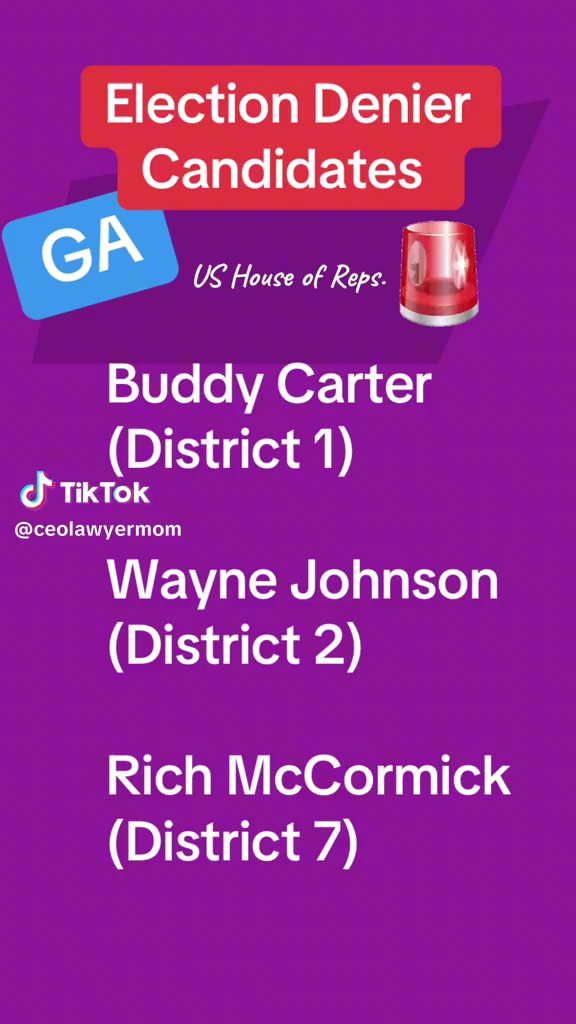 Election Denier
Candidates
GA
US House of Reps.
Buddy Carter
(District 1)
TikTok
@ceolawyermom
Wayne Johnson
(District 2)
Rich McCormick
(District 7)